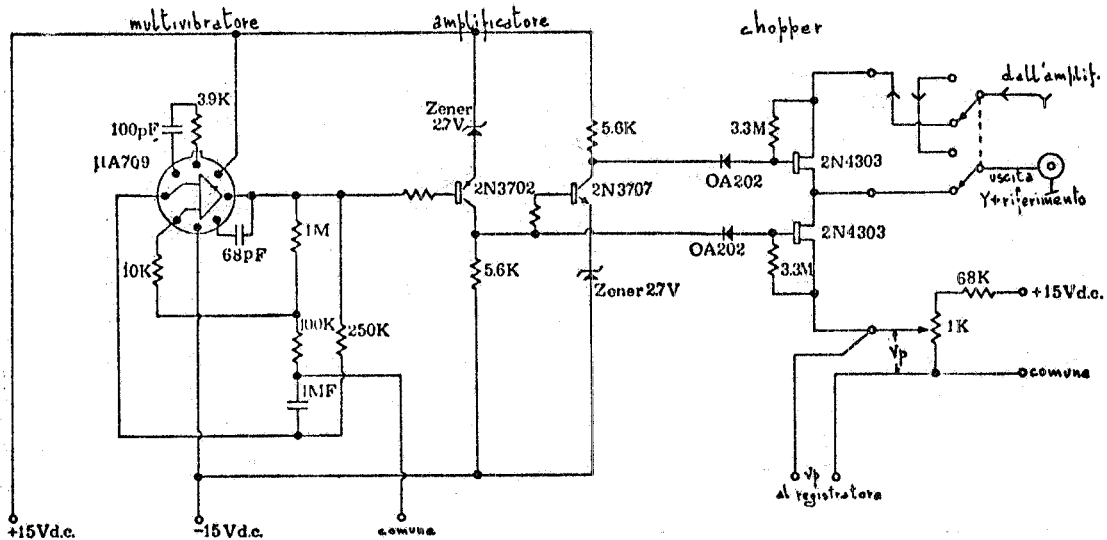 multivibratore
amplificatore
chopper
3.9K
100pF
µA709
68pF
10K
1M
100K
250K
1MF
Zener
2.7V
2N3702
5.6K
5.6K
2N3707
Zener 2.7V
OA202
OA202
3.3M
3.3M
2N4303
2N4303
dall'amplif.
Y
uscita
Y+riferimento
68K
+15Vd.c.
1K
Vp
comune
Vp
al registratore
+15Vd.c.
-15Vd.c.
comune